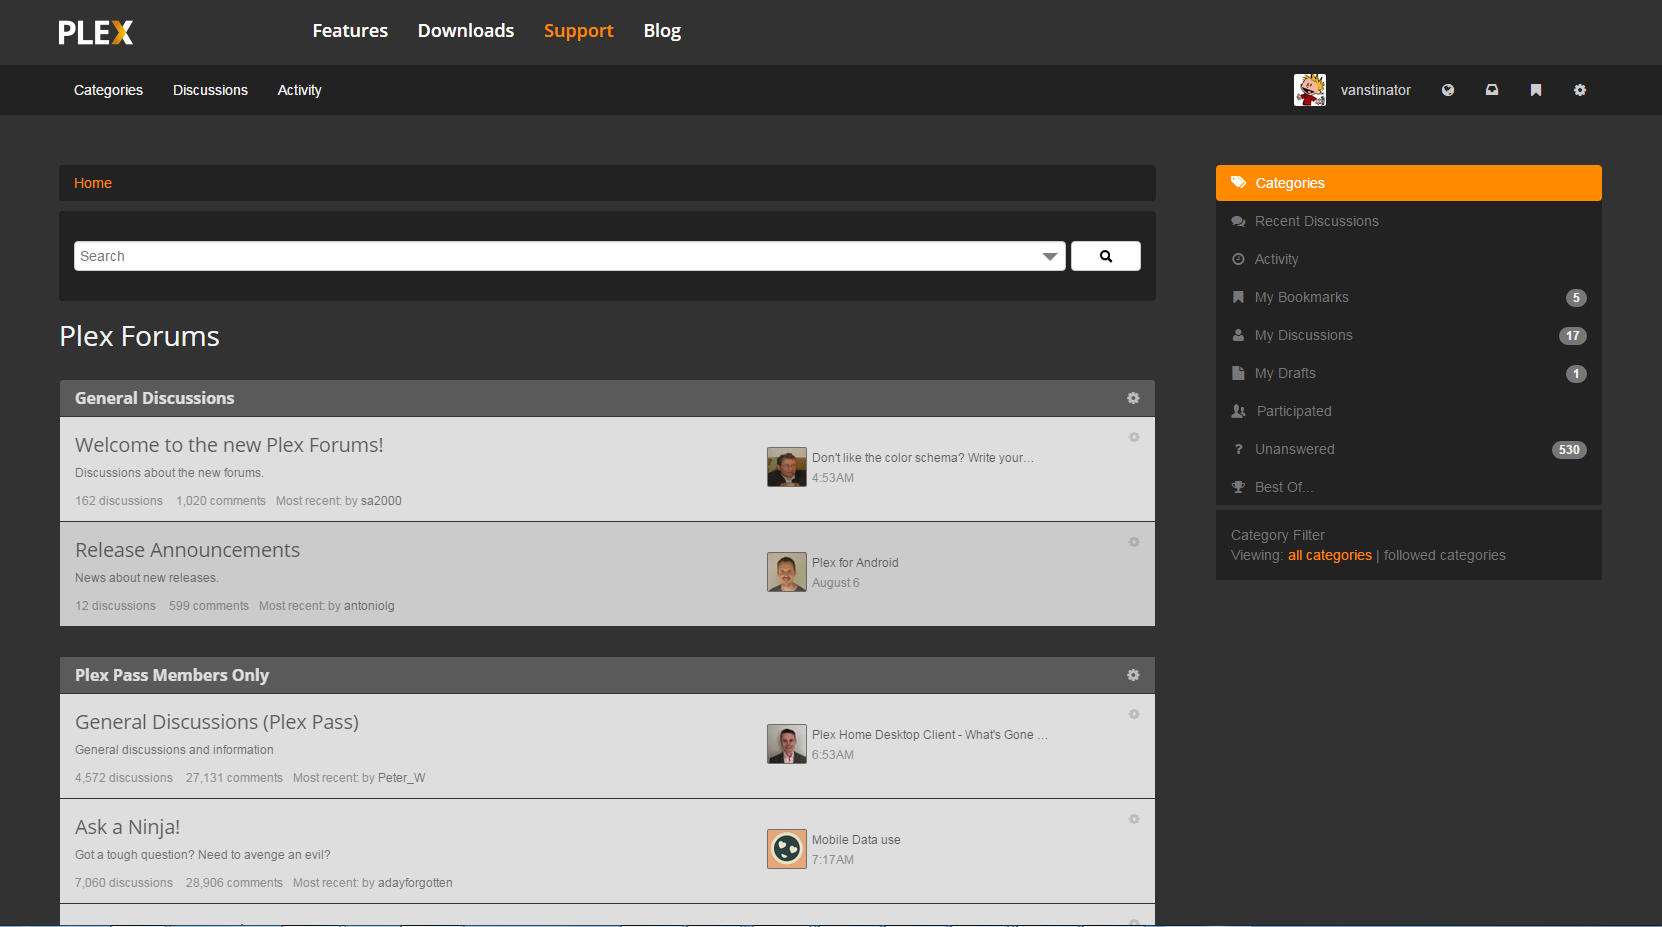 PLEX
Features Downloads Support Blog
Categories Discussions Activity
vanstinator
Home
Search
Plex Forums
General Discussions
Welcome to the new Plex Forums!
Discussions about the new forums.
162 discussions 1,020 comments Most recent: by sa2000
Don't like the color schema? Write your...
4:53AM
Release Announcements
News about new releases.
12 discussions 599 comments Most recent: by antoniolg
Plex for Android
August 6
Plex Pass Members Only
General Discussions (Plex Pass)
General discussions and information
4,572 discussions 27,131 comments Most recent: by Peter_W
Plex Home Desktop Client - What's Gone ...
6:53AM
Ask a Ninja!
Got a tough question? Need to avenge an evil?
7,060 discussions 28,906 comments Most recent: by adayforgotten
Mobile Data use
7:17AM
Categories
Recent Discussions
Activity
My Bookmarks 5
My Discussions 17
My Drafts 1
Participated
Unanswered 530
Best Of...
Category Filter
Viewing: all categories | followed categories